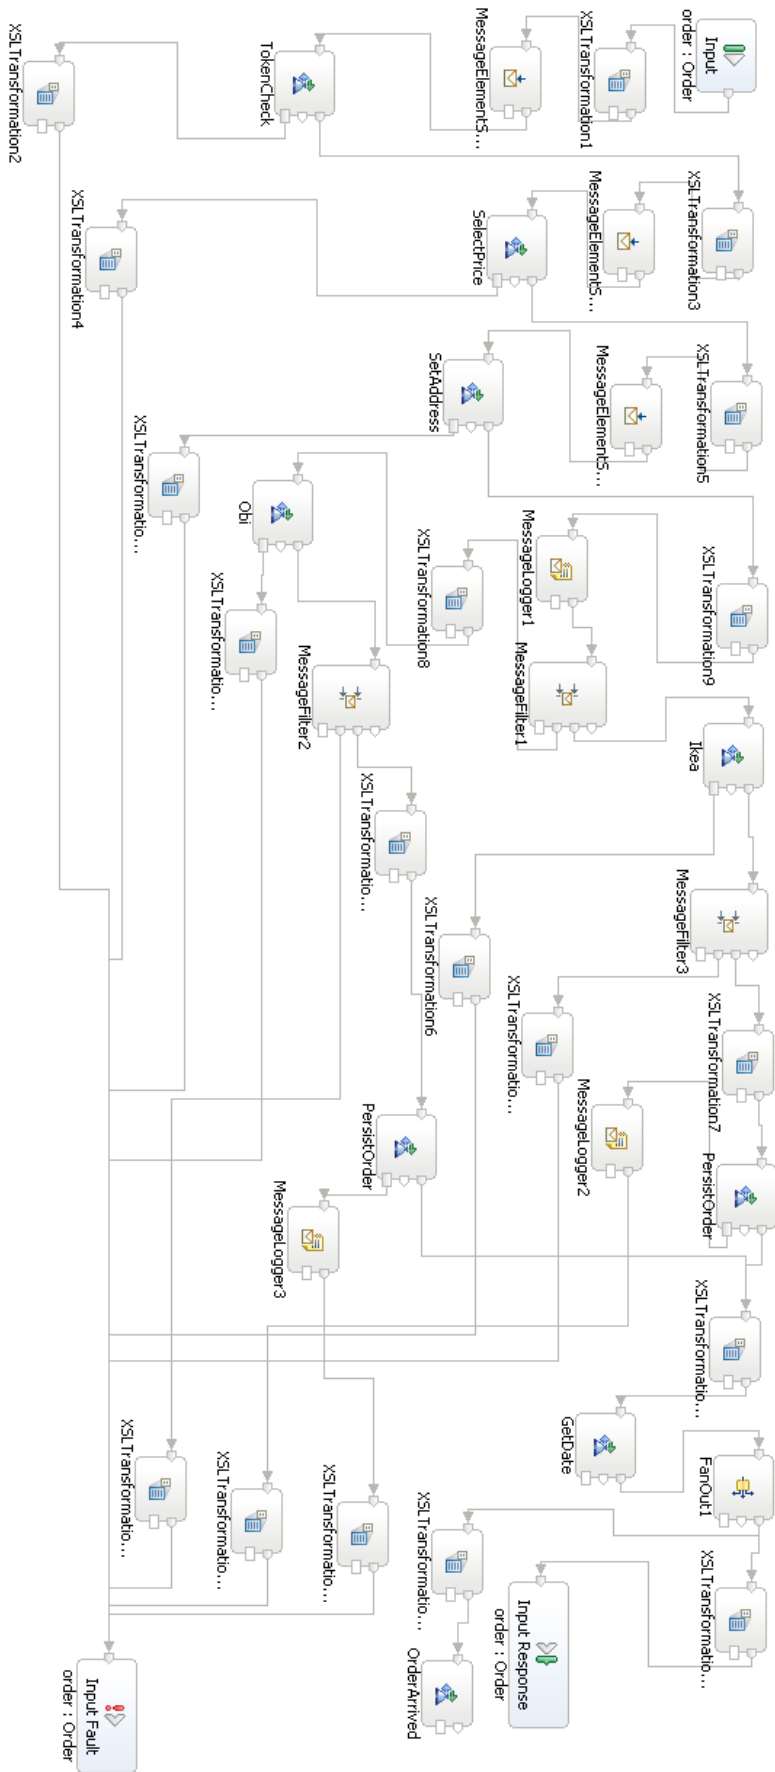 Input
order : Order
XSLTransformation1
MessageElementS...
TokenCheck
XSLTransformation2
XSLTransformation3
MessageElementS...
SelectPrice
XSLTransformation4
XSLTransformation5
MessageElementS...
SetAddress
XSLTransformatio...
XSLTransformation9
MessageLogger1
XSLTransformation8
Obi
XSLTransformatio...
MessageFilter1
MessageFilter2
Ikea
XSLTransformatio...
MessageFilter3
XSLTransformation6
XSLTransformation7
XSLTransformatio...
MessageLogger2
PersistOrder
PersistOrder
MessageLogger3
XSLTransformatio...
GetDate
FanOut1
XSLTransformatio...
XSLTransformatio...
XSLTransformatio...
XSLTransformatio...
XSLTransformatio...
Input Response
order : Order
OrderArrived
Input Fault
order : Order